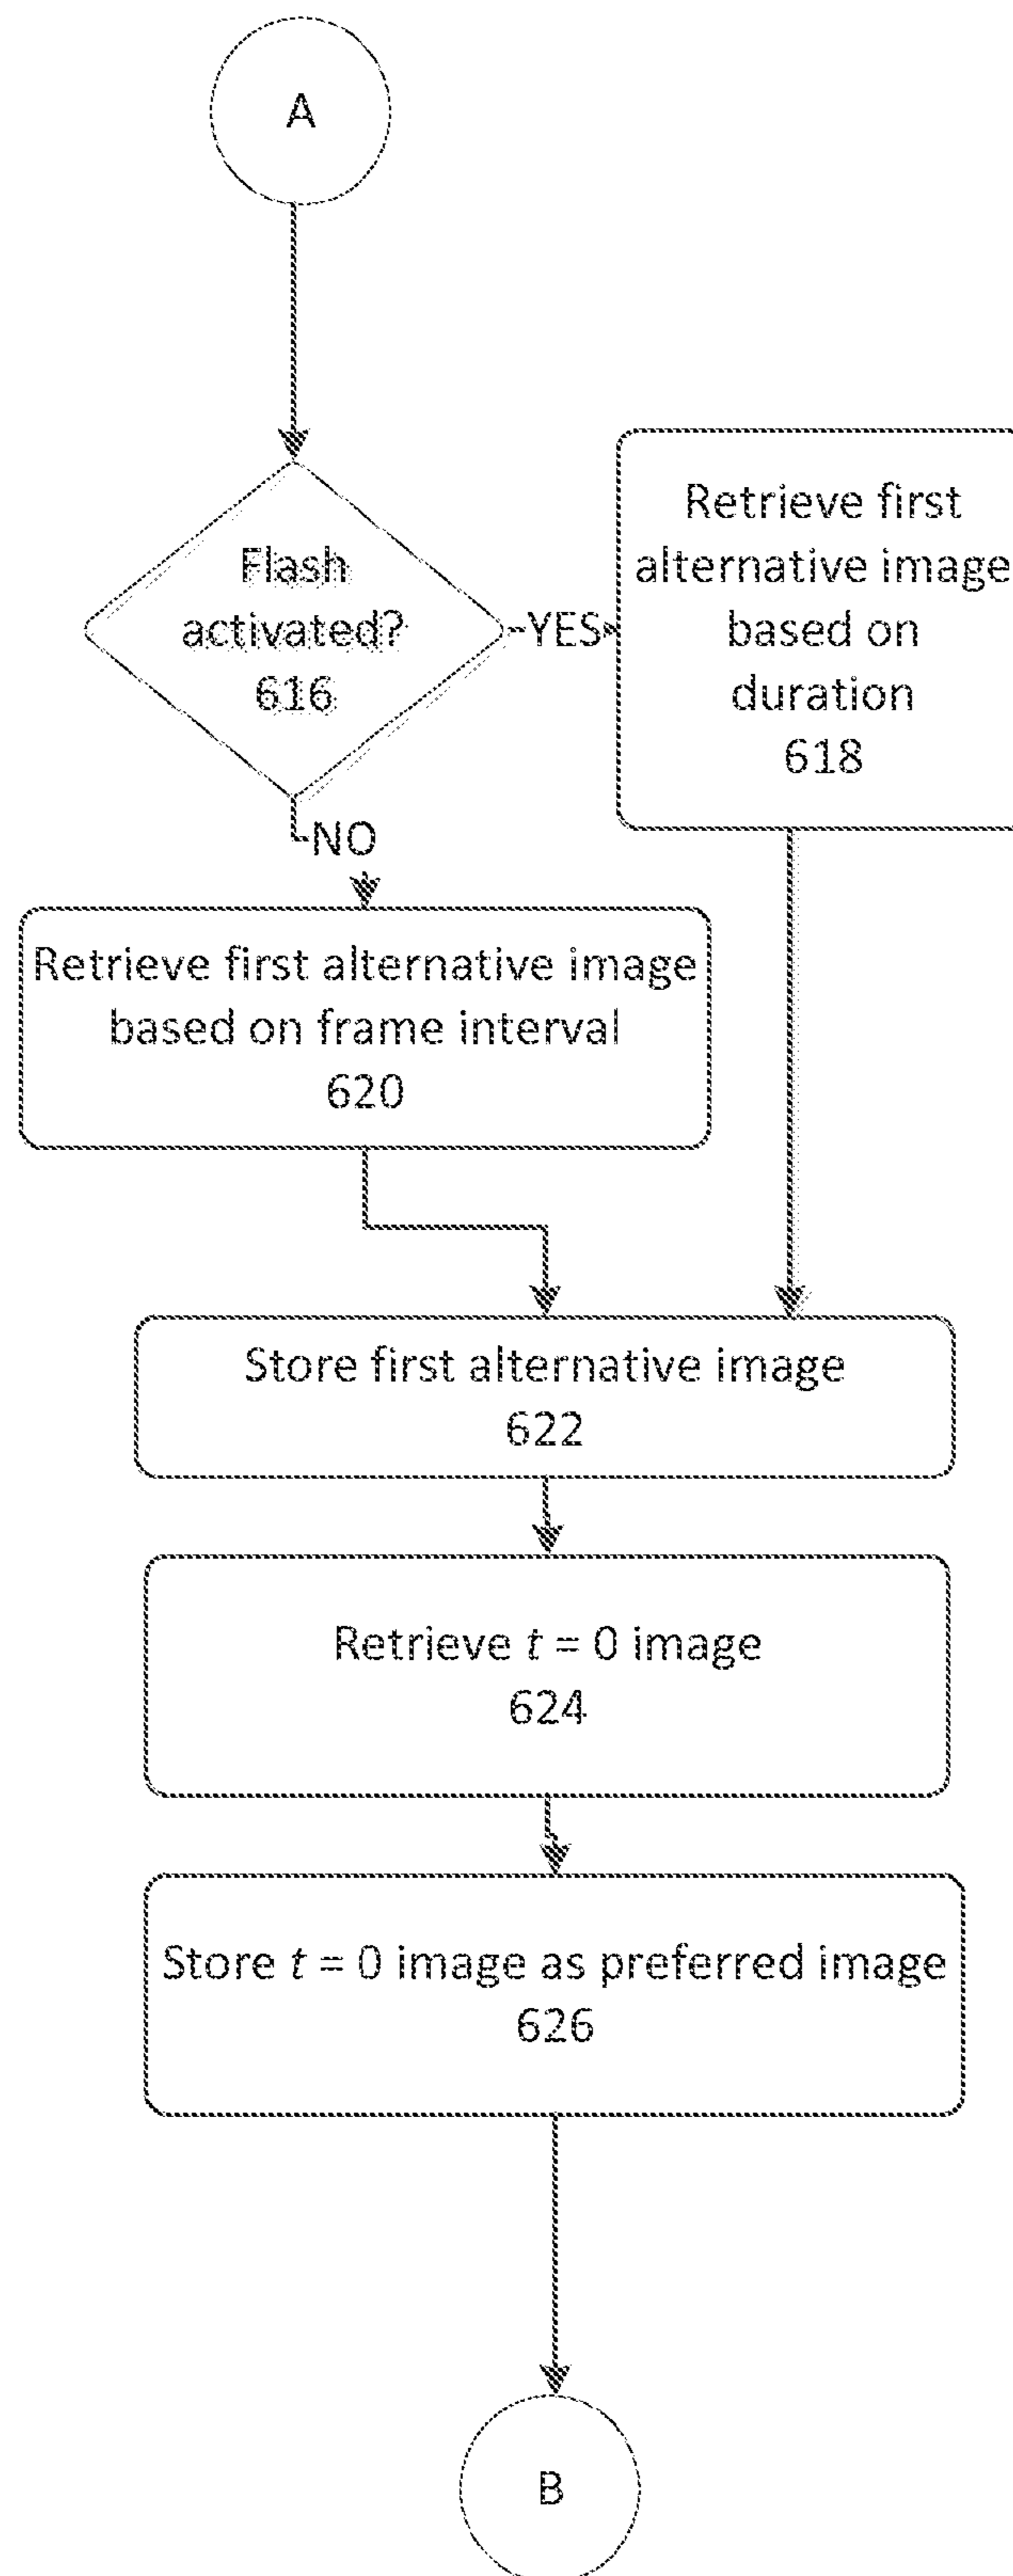 A
Flash
activated?
616
YES
Retrieve first
alternative image
based on
duration
618
NO
Retrieve first alternative image
based on frame interval
620
Store first alternative image
622
Retrieve t = 0 image
624
Store t = 0 image as preferred image
626
B